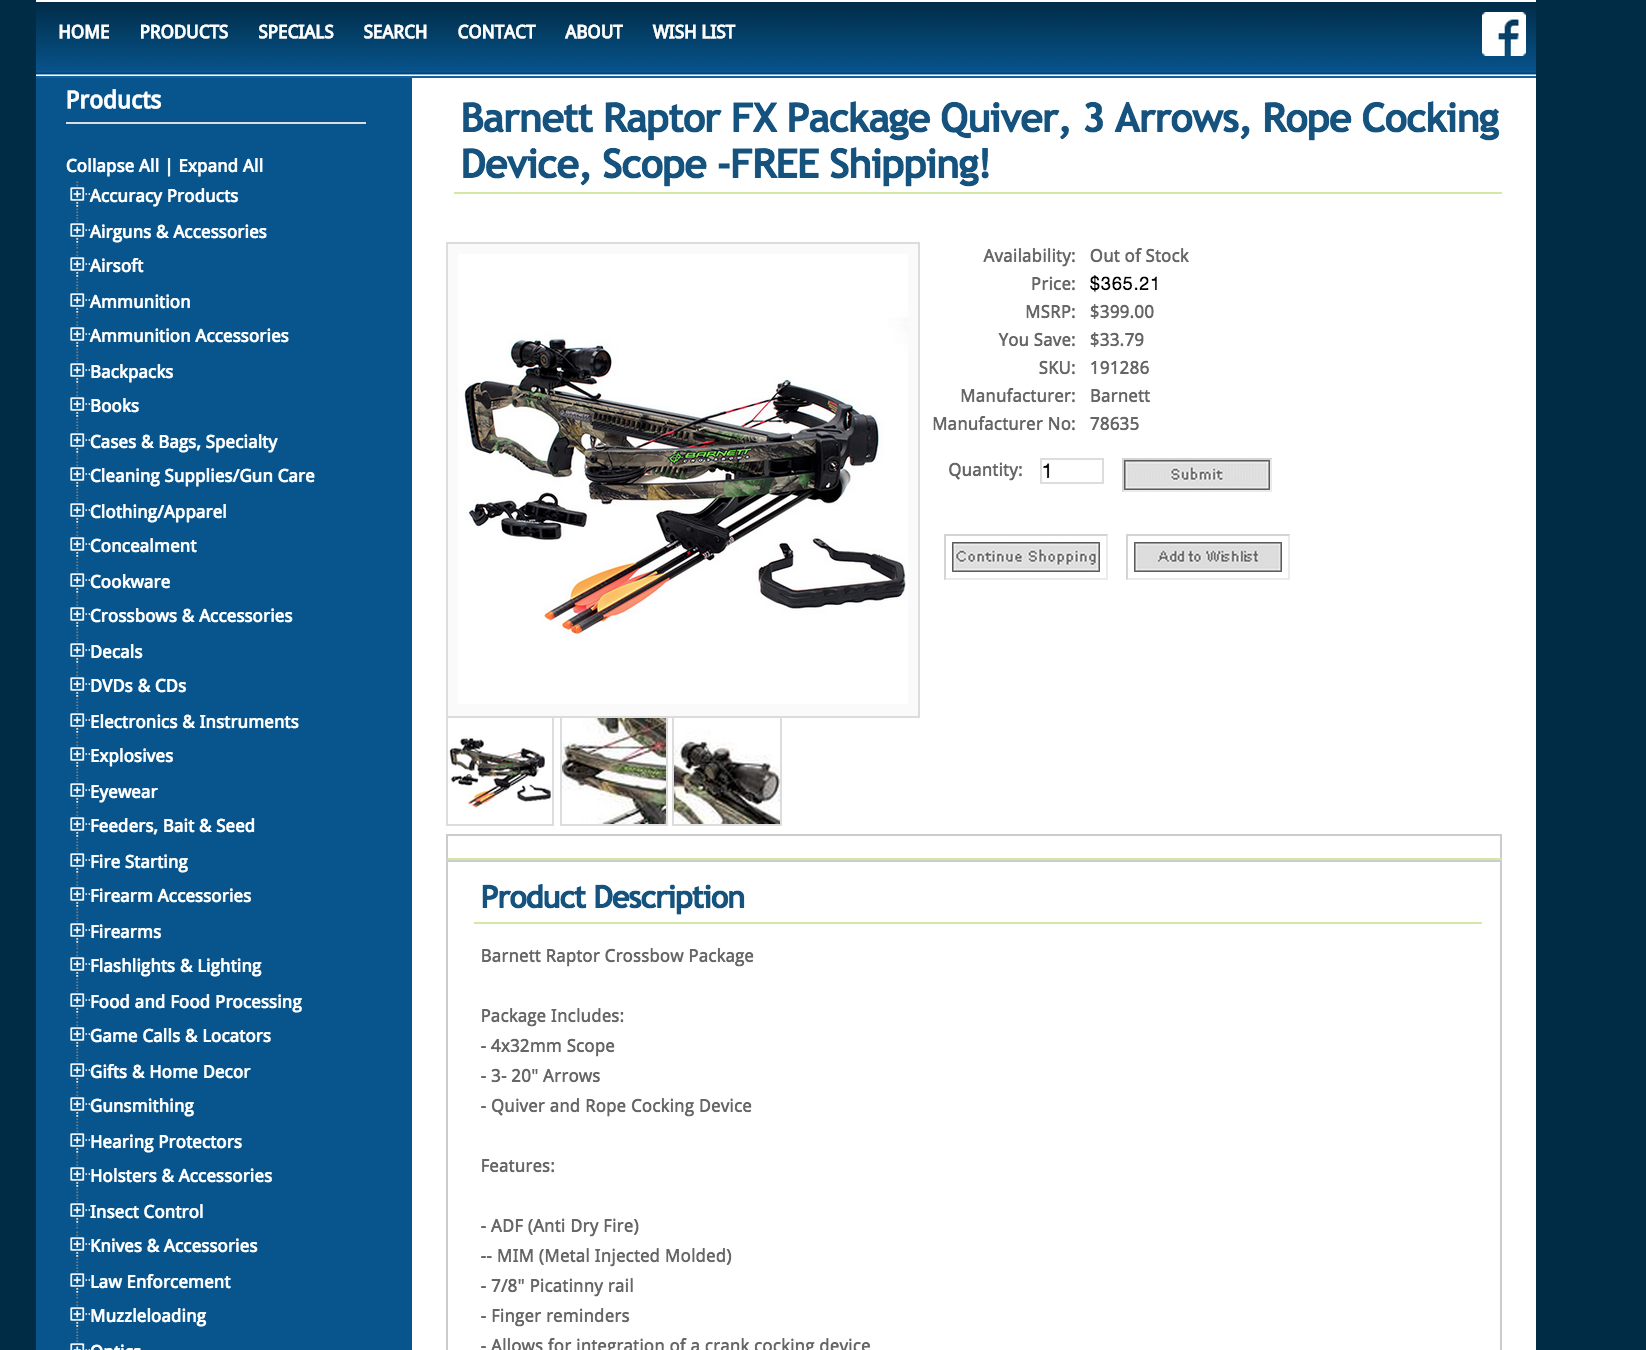 HOME PRODUCTS SPECIALS SEARCH CONTACT ABOUT WISH LIST
Products
Collapse All | Expand All
Accuracy Products
Airguns & Accessories
Airsoft
Ammunition
Ammunition Accessories
Backpacks
Books
Cases & Bags, Specialty
Cleaning Supplies/Gun Care
Clothing/Apparel
Concealment
Cookware
Crossbows & Accessories
Decals
DVDs & CDs
Electronics & Instruments
Explosives
Eyewear
Feeders, Bait & Seed
Fire Starting
Firearm Accessories
Firearms
Flashlights & Lighting
Food and Food Processing
Game Calls & Locators
Gifts & Home Decor
Gunsmithing
Hearing Protectors
Holsters & Accessories
Insect Control
Knives & Accessories
Law Enforcement
Muzzleloading
Optics
Barnett Raptor FX Package Quiver, 3 Arrows, Rope Cocking
Device, Scope -FREE Shipping!
BARNETT
Availability: Out of Stock
Price: $365.21
MSRP: $399.00
You Save: $33.79
SKU: 191286
Manufacturer: Barnett
Manufacturer No: 78635
Quantity: 1 Submit
Continue Shopping Add to Wishlist
Product Description
Barnett Raptor Crossbow Package
Package Includes:
- 4x32mm Scope
- 3- 20" Arrows
- Quiver and Rope Cocking Device
Features:
- ADF (Anti Dry Fire)
-- MIM (Metal Injected Molded)
- 7/8" Picatinny rail
- Finger reminders
- Allows for integration of a crank cocking device